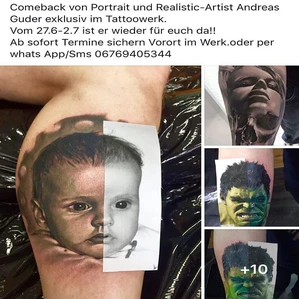 Comeback von Portrait und Realistic-Artist Andreas
Guder exklusiv im Tattoowerk.
Vom 27.6-2.7 ist er wieder für euch da!!
Ab sofort Termine sichern Vorort im Werk.oder per
whats App/Sms 06769405344
+10